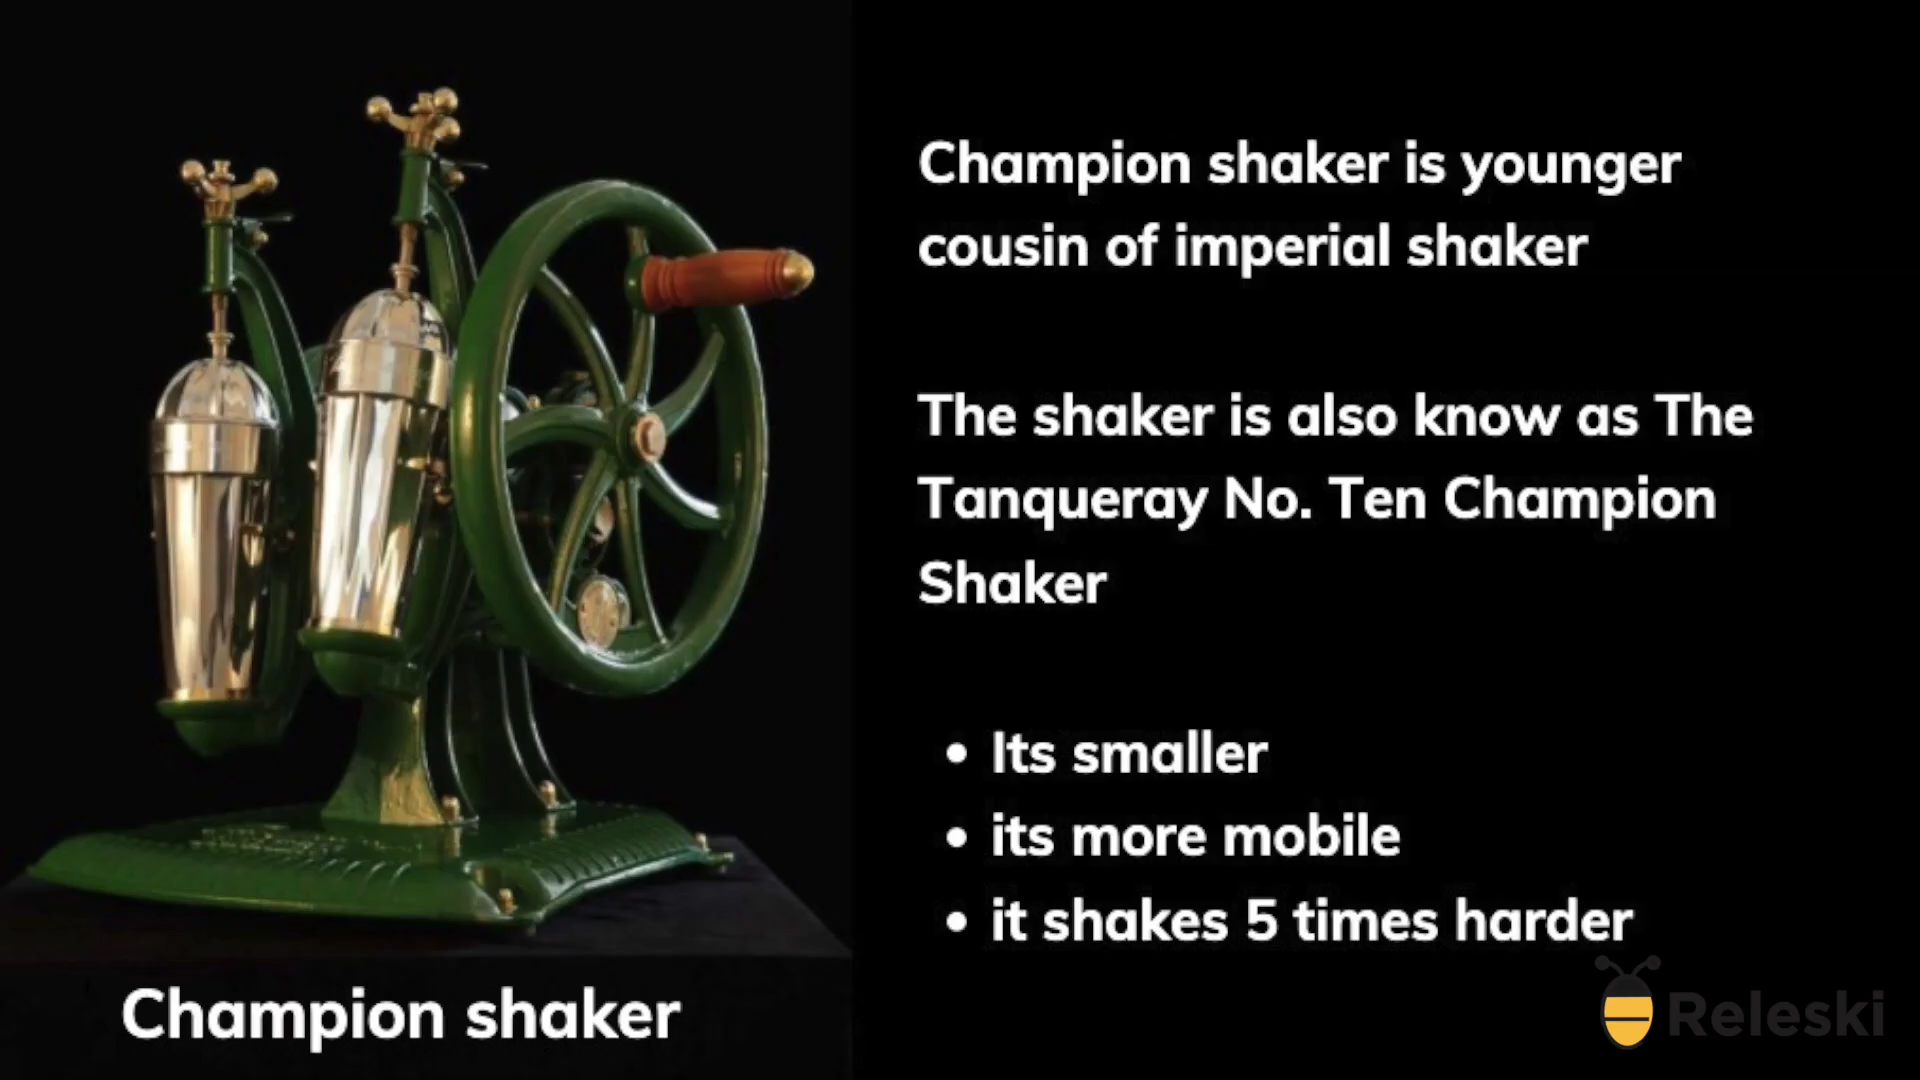 Champion shaker is younger
cousin of imperial shaker
The shaker is also know as The
Tanqueray No. Ten Champion
Shaker
• Its smaller
• its more mobile
• it shakes 5 times harder
Champion shaker
Releski